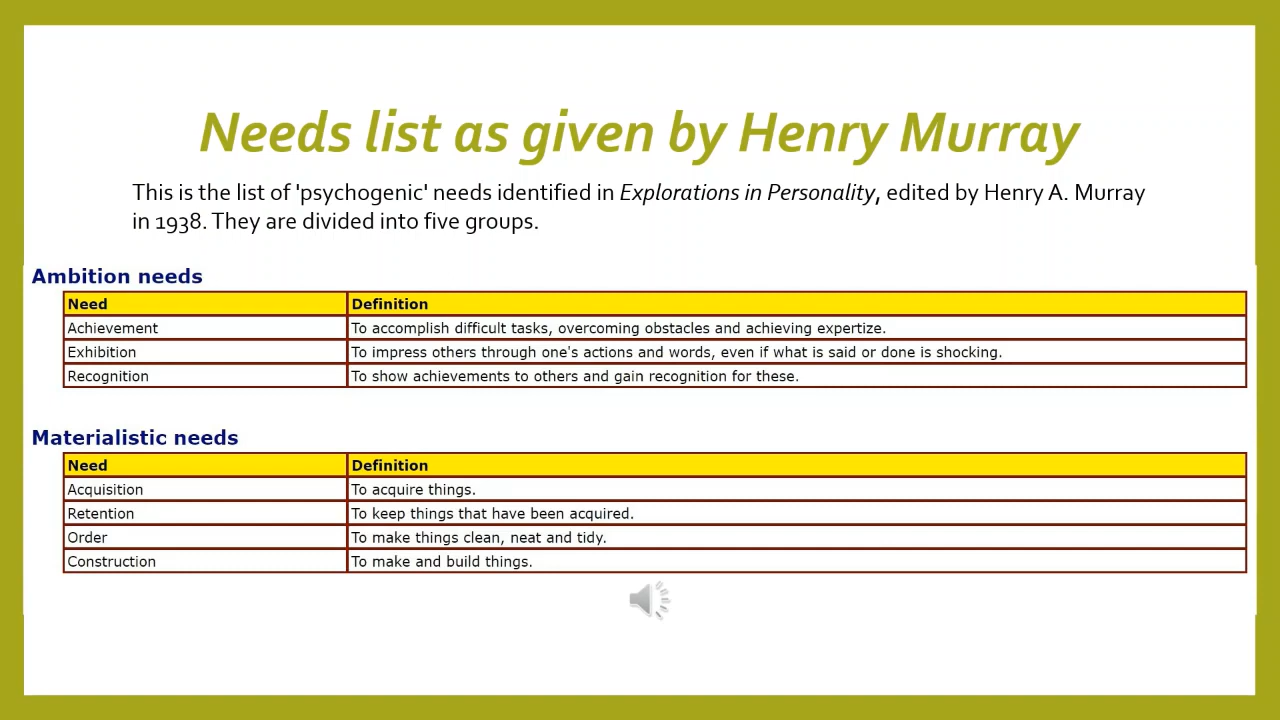 Needs list as given by Henry Murray
This is the list of 'psychogenic' needs identified in Explorations in Personality, edited by Henry A. Murray
in 1938. They are divided into five groups.
Ambition needs
Need Definition
Achievement To accomplish difficult tasks, overcoming obstacles and achieving expertize.
Exhibition To impress others through one's actions and words, even if what is said or done is shocking.
Recognition To show achievements to others and gain recognition for these.
Materialistic needs
Need Definition
Acquisition To acquire things.
Retention To keep things that have been acquired.
Order To make things clean, neat and tidy.
Construction To make and build things.